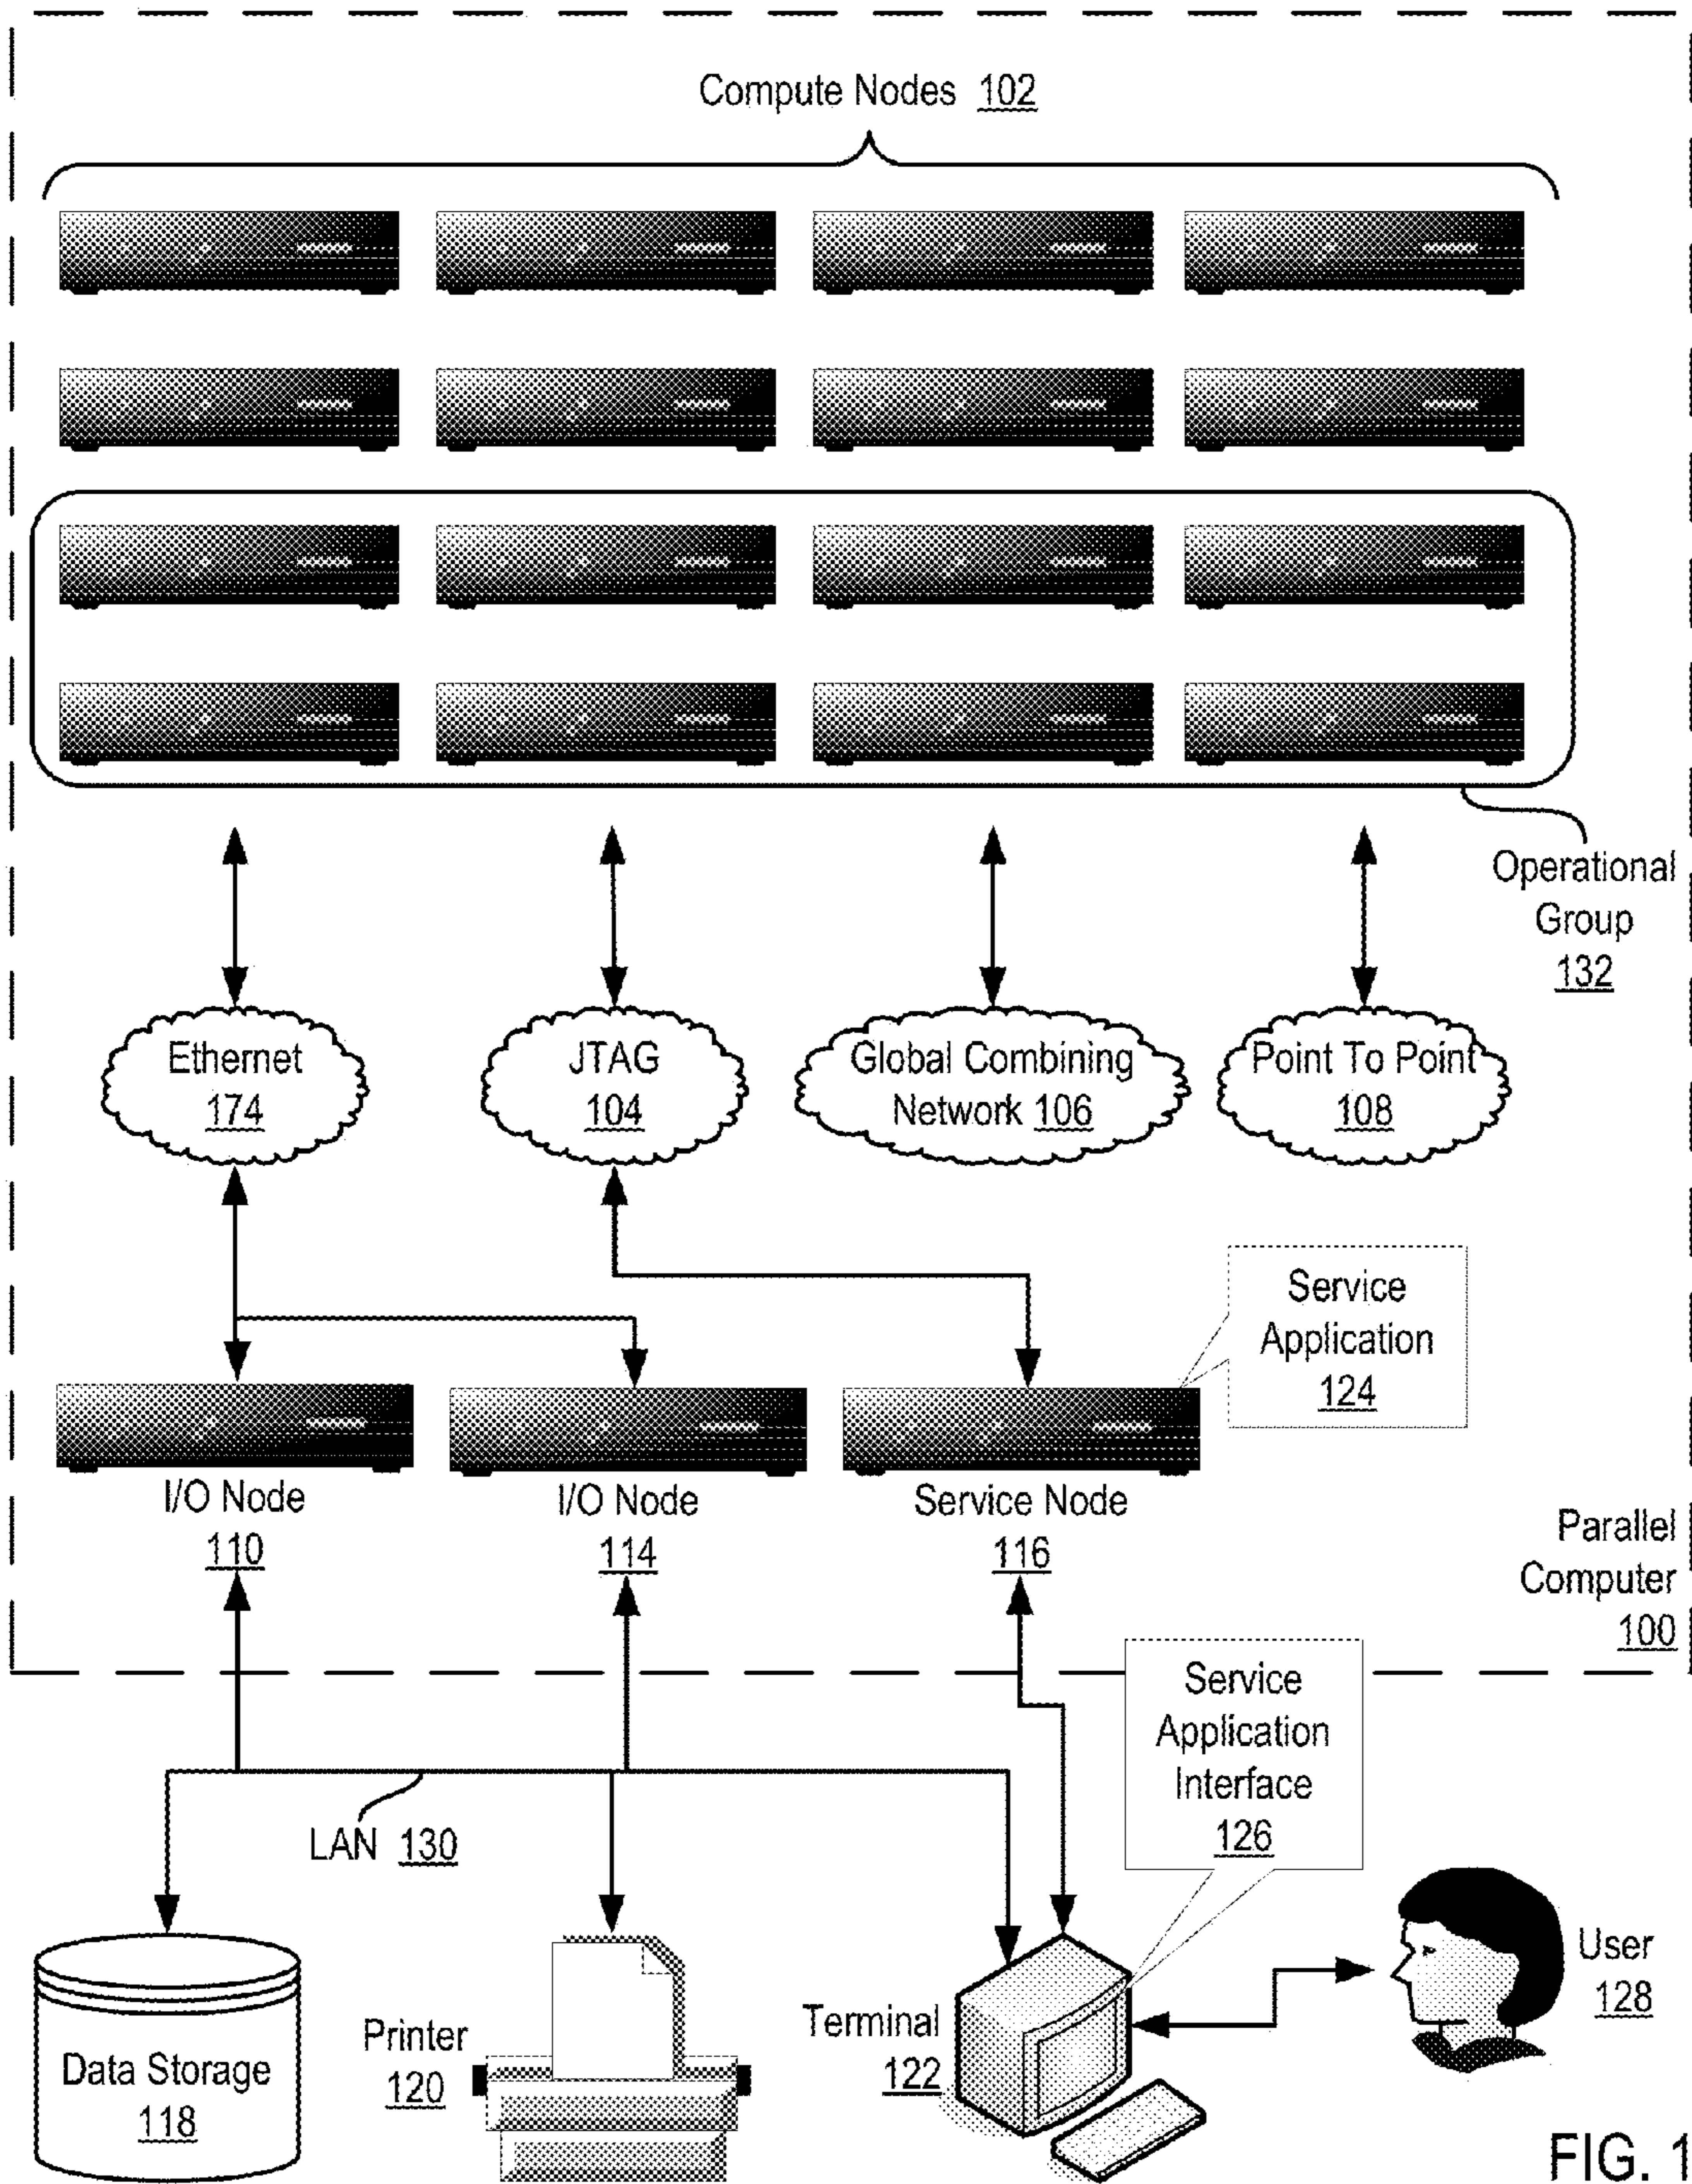 Compute Nodes 102
Operational
Group
132
Ethernet
174
JTAG
104
Global Combining
Network 106
Point To Point
108
Service
Application
124
I/O Node
110
I/O Node
114
Service Node
116
Parallel
Computer
100
Service
Application
Interface
126
LAN 130
Data Storage
118
Printer
120
Terminal
122
User
128
FIG. 1